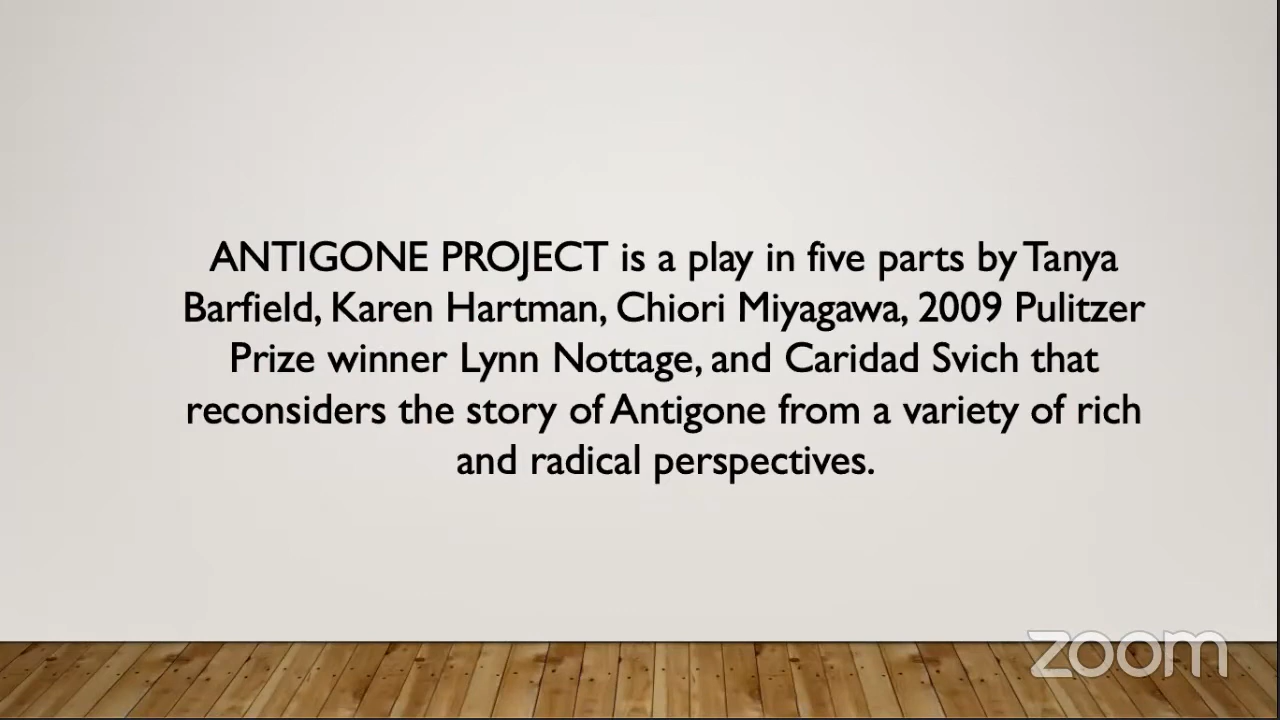 ANTIGONE PROJECT is a play in five parts by Tanya
Barfield, Karen Hartman, Chiori Miyagawa, 2009 Pulitzer
Prize winner Lynn Nottage, and Caridad Svich that
reconsiders the story of Antigone from a variety of rich
and radical perspectives.
zoom